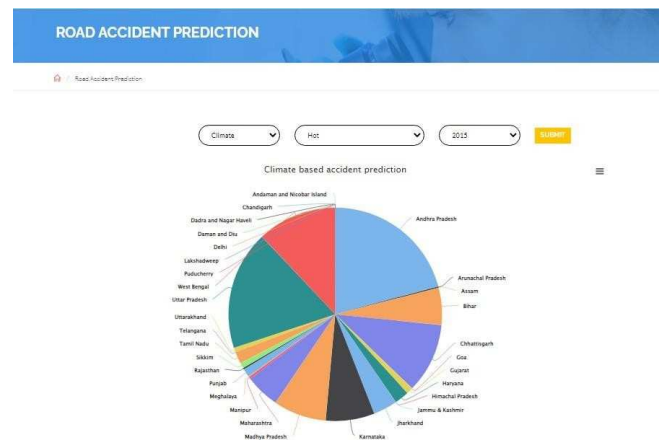 ROAD ACCIDENT PREDICTION
/ Road Accident Prediction
Climate
Hot
2015
SUBMIT
Climate based accident prediction
Andaman and Nicobar Island
Chandigarh
Dadra and Nagar Haveli
Daman and Diu
Delhi
Lakshadweep
Puducherry
West Bengal
Uttar Pradesh
Uttarakhand
Telangana
Tamil Nadu
Sikkim
Rajasthan
Punjab
Meghalaya
Manipur
Maharashtra
Madhya Pradesh
Andhra Pradesh
Arunachal Pradesh
Assam
Bihar
Chhattisgarh
Goa
Gujarat
Haryana
Himachal Pradesh
Jammu & Kashmir
Jharkhand
Karnataka